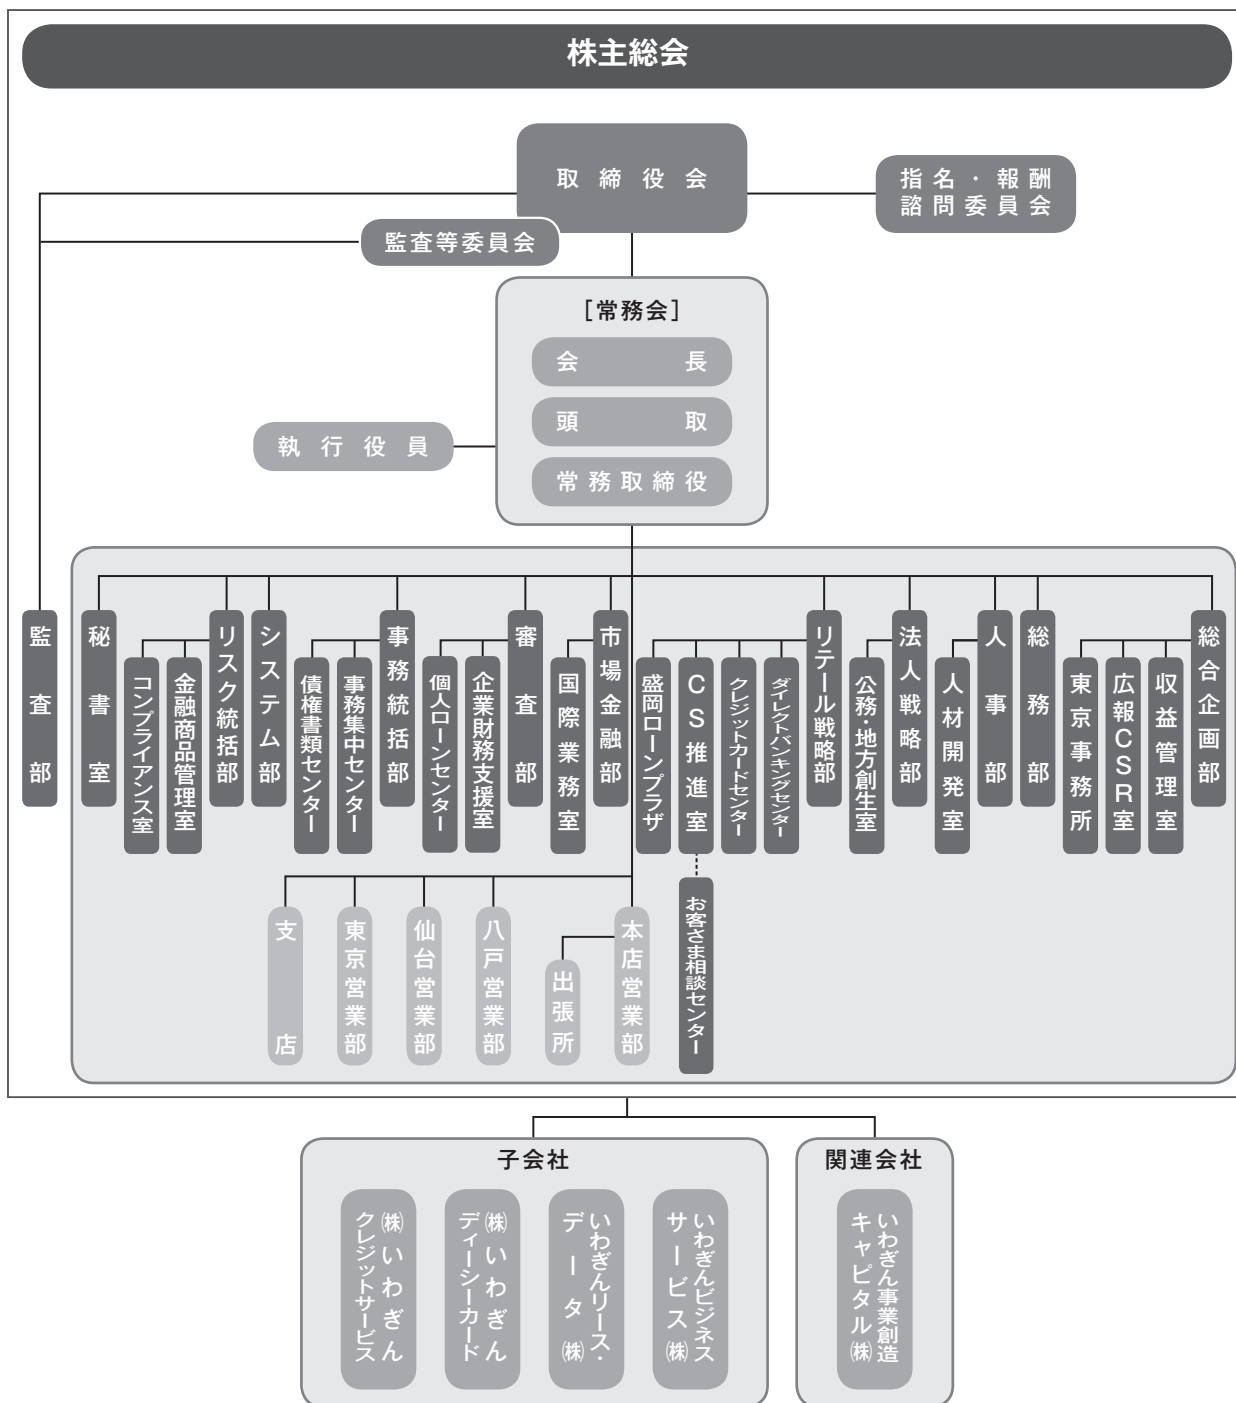 株主総会
取締役会
指名・報酬
諮問委員会
監査等委員会
[常務会]
会長
頭取
常務取締役
執行役員
総合企画部
収益管理室
広報CSR室
東京事務所
総務部
人事部
人材開発室
法人戦略部
公務・地方創生室
リテール戦略部
ダイレクトバンキングセンター
クレジットカードセンター
CS推進室
盛岡ローンプラザ
市場金融部
国際業務室
審査部
企業財務支援室
個人ローンセンター
事務統括部
事務集中センター
債権書類センター
システム部
リスク統括部
金融商品管理室
コンプライアンス室
秘書室
監査部
お客さま相談センター
本店営業部
出張所
八戸営業部
仙台営業部
東京営業部
支店
子会社
関連会社
いわぎん事業創造
キャピタル㈱
いわぎんビジネス
サービス㈱
いわぎんリース・
データ㈱
㈱いわぎん
ディーシーカード
㈱いわぎん
クレジットサービス